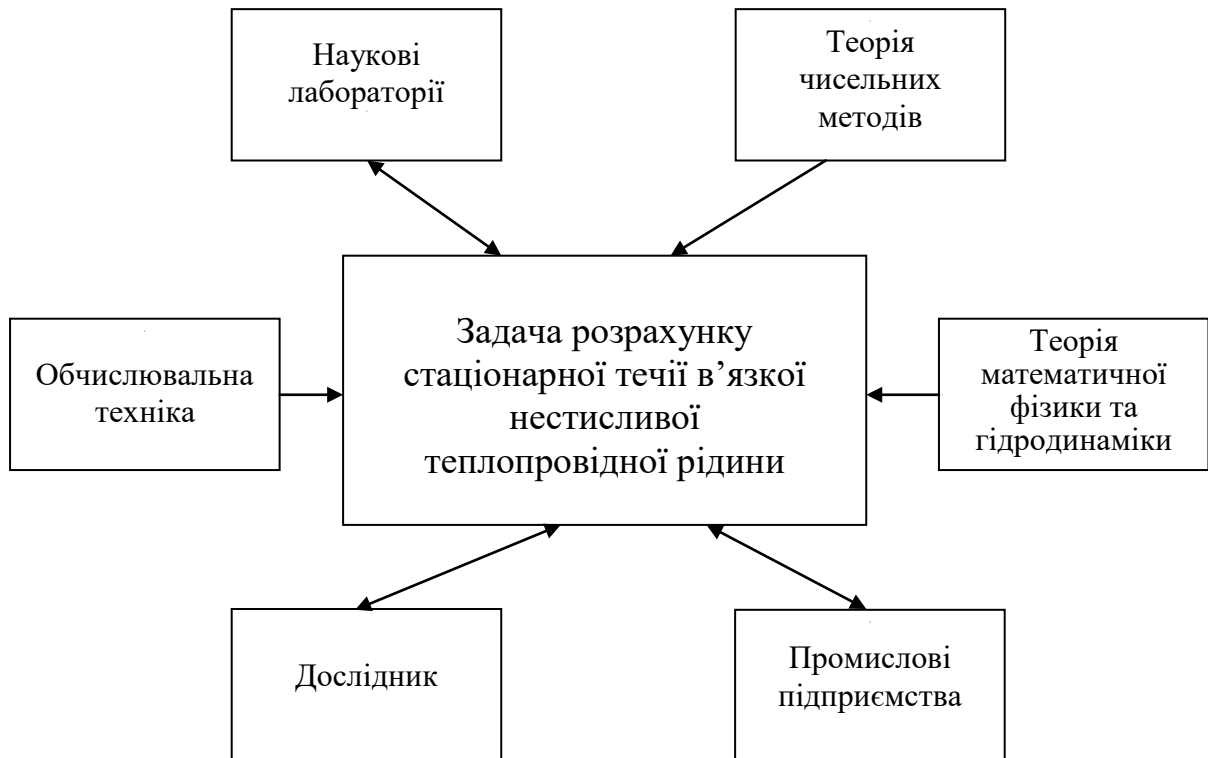 Наукові
лабораторії
Теорія
чисельних
методів
Обчислювальна
техніка
Задача розрахунку
стаціонарної течії в’язкої
нестисливої
теплопровідної рідини
Теорія
математичної
фізики та
гідродинаміки
Дослідник
Промислові
підприємства